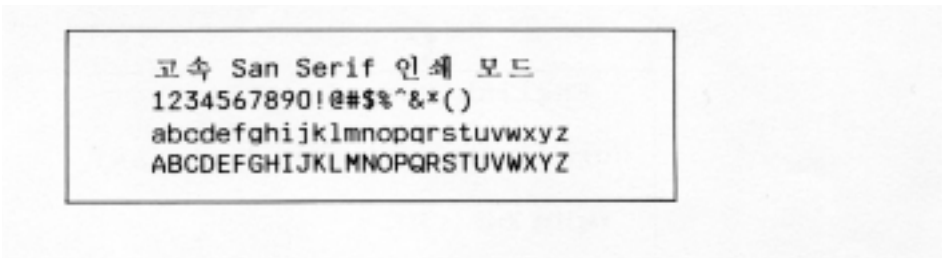 고속 San Serif 인쇄 모드
1234567890!@#$%^&*()
abcdefghijklmnopqrstuvwxyz
ABCDEFGHIJKLMNOPQRSTUVWXYZ